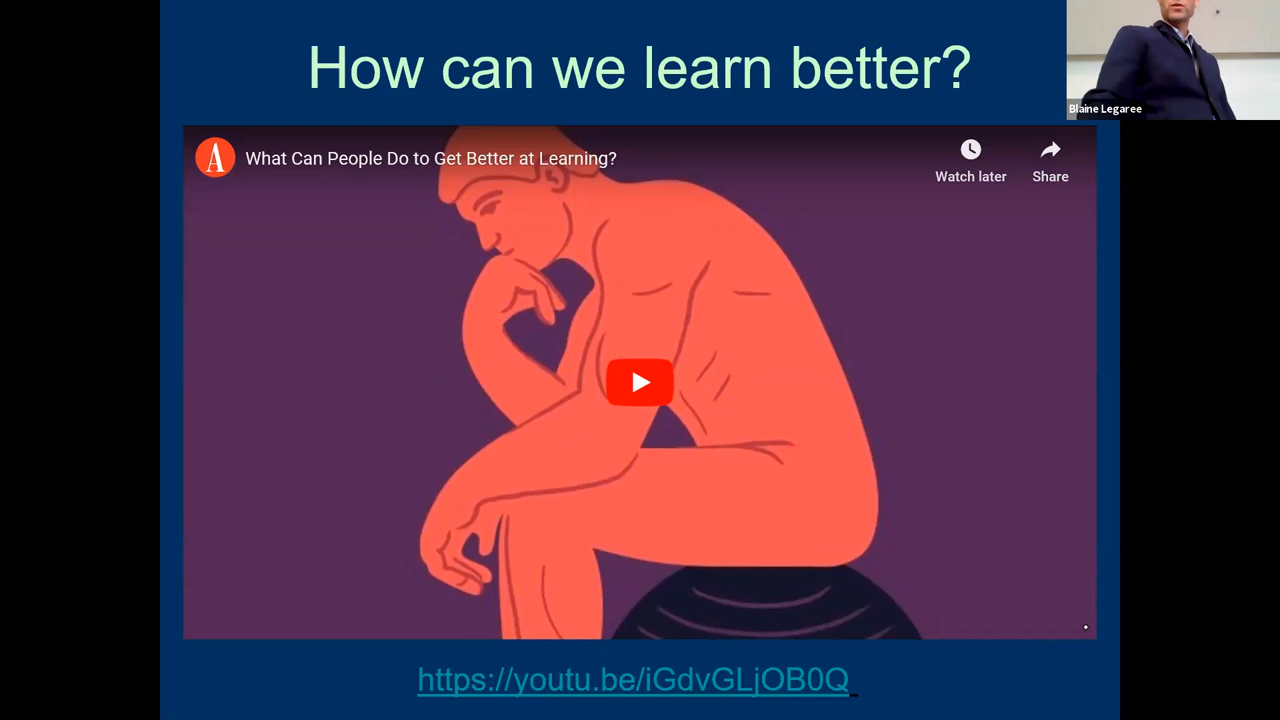 How can we learn better?
Blaine Legaree
A What Can People Do to Get Better at Learning?
Watch later
Share
https://youtu.be/iGdvGLjOB0Q